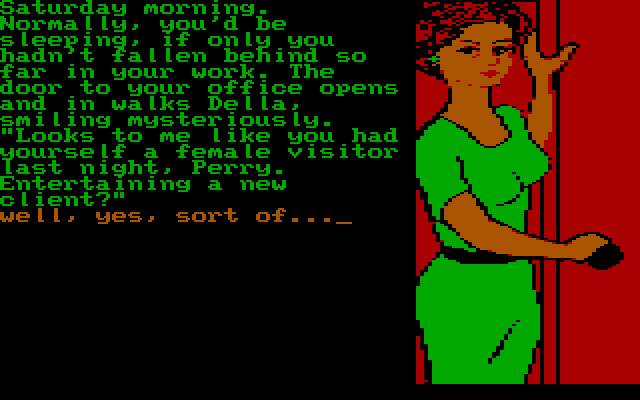 Saturday morning.
Normally, you'd be
sleeping, if only you
hadn't fallen behind so
far in your work. The
door to your office opens
and in walks Della,
smiling mysteriously.
"Looks to me like you had
yourself a female visitor
last night, Perry.
Entertaining a new
client?"
well, yes, sort of..._